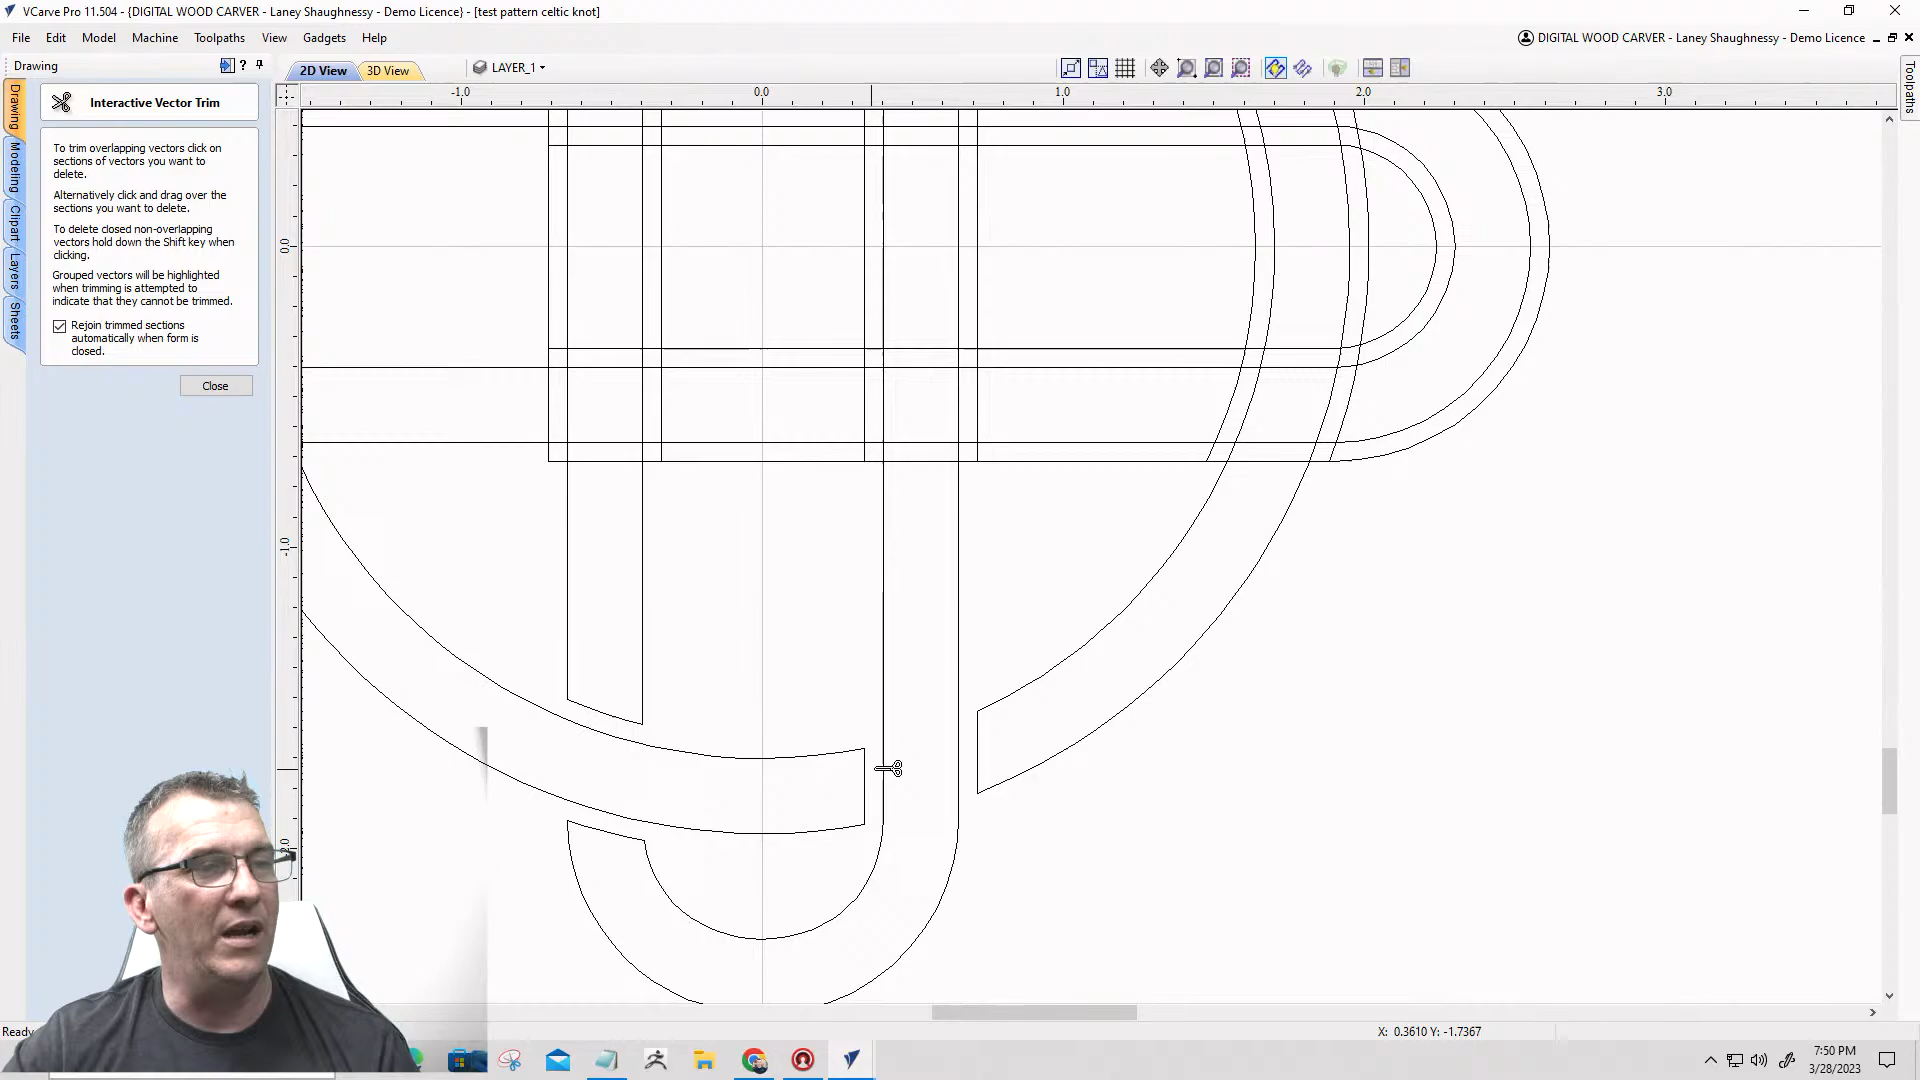 VCarve Pro 11.504 - {DIGITAL WOOD CARVER - Laney Shaughnessy - Demo Licence} - [test pattern celtic knot]
File Edit Model Machine Toolpaths View Gadgets Help
DIGITAL WOOD CARVER - Laney Shaughnessy - Demo Licence
Drawing
2D View
3D View
LAYER_1
Toolpaths
Drawing
Modeling
Clipart
Layers
Sheets
Interactive Vector Trim
To trim overlapping vectors click on
sections of vectors you want to
delete.
Alternatively click and drag over the
sections you want to delete.
To delete closed non-overlapping
vectors hold down the Shift key when
clicking.
Grouped vectors will be highlighted
when trimming is attempted to
indicate that they cannot be trimmed.
Rejoin trimmed sections
automatically when form is
closed.
Close
-1.0 0.0 1.0 2.0 3.0
0.0
-1.0
Ready
X: 0.3610 Y: -1.7367
7:50 PM
3/28/2023